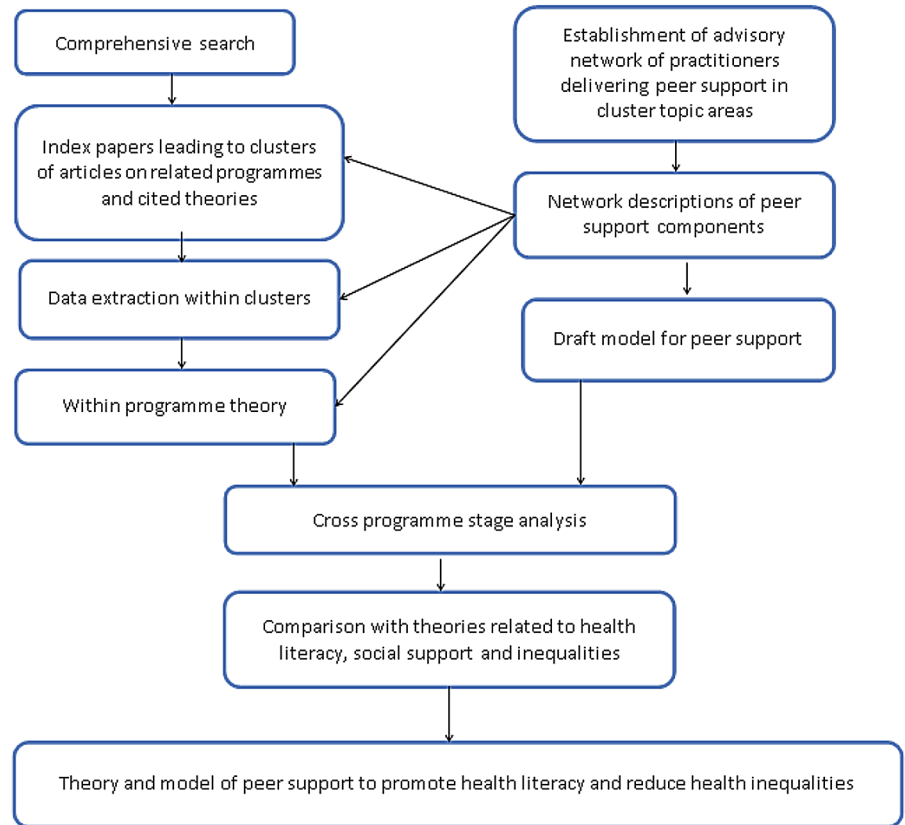 Comprehensive search
Establishment of advisory
network of practitioners
delivering peer support in
cluster topic areas
Index papers leading to clusters
of articles on related programmes
and cited theories
Network descriptions of peer
support components
Data extraction within clusters
Draft model for peer support
Within programme theory
Cross programme stage analysis
Comparison with theories related to health
literacy, social support and inequalities
Theory and model of peer support to promote health literacy and reduce health inequalities